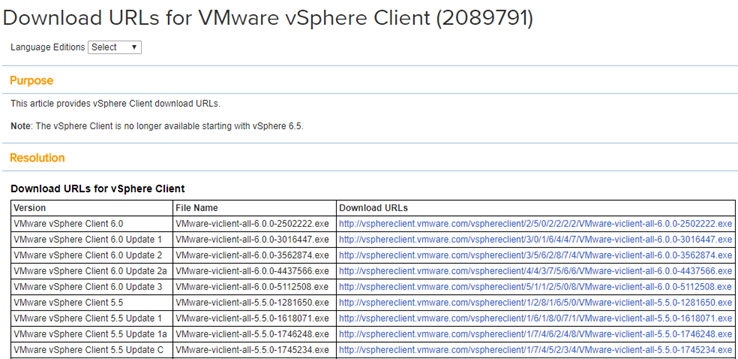 Download URLs for VMware vSphere Client (2089791)
Language Editions Select
Purpose
This article provides vSphere Client download URLs.
Note: The vSphere Client is no longer available starting with vSphere 6.5.
Resolution
Download URLs for vSphere Client
Version File Name Download URLs
VMware vSphere Client 6.0 VMware-viclient-all-6.0.0-2502222.exe http://vsphereclient.vmware.com/vsphereclient/2/5/0/2/2/2/2/VMware-viclient-all-6.0.0-2502222.exe
VMware vSphere Client 6.0 Update 1 VMware-viclient-all-6.0.0-3016447.exe http://vsphereclient.vmware.com/vsphereclient/3/0/1/6/4/4/7/VMware-viclient-all-6.0.0-3016447.exe
VMware vSphere Client 6.0 Update 2 VMware-viclient-all-6.0.0-3562874.exe http://vsphereclient.vmware.com/vsphereclient/3/5/6/2/8/7/4/VMware-viclient-all-6.0.0-3562874.exe
VMware vSphere Client 6.0 Update 2a VMware-viclient-all-6.0.0-4437566.exe http://vsphereclient.vmware.com/vsphereclient/4/4/3/7/5/6/6/VMware-viclient-all-6.0.0-4437566.exe
VMware vSphere Client 6.0 Update 3 VMware-viclient-all-6.0.0-5112508.exe http://vsphereclient.vmware.com/vsphereclient/5/1/1/2/5/0/8/VMware-viclient-all-6.0.0-5112508.exe
VMware vSphere Client 5.5 VMware-viclient-all-5.5.0-1281650.exe http://vsphereclient.vmware.com/vsphereclient/1/2/8/1/6/5/0/VMware-viclient-all-5.5.0-1281650.exe
VMware vSphere Client 5.5 Update 1 VMware-viclient-all-5.5.0-1618071.exe http://vsphereclient.vmware.com/vsphereclient/1/6/1/8/0/7/1/VMware-viclient-all-5.5.0-1618071.exe
VMware vSphere Client 5.5 Update 1a VMware-viclient-all-5.5.0-1746248.exe http://vsphereclient.vmware.com/vsphereclient/1/7/4/6/2/4/8/VMware-viclient-all-5.5.0-1746248.exe
VMware vSphere Client 5.5 Update C VMware-viclient-all-5.5.0-1745234.exe http://vsphereclient.vmware.com/vsphereclient/1/7/4/5/2/3/4/VMware-viclient-all-5.5.0-1745234.exe